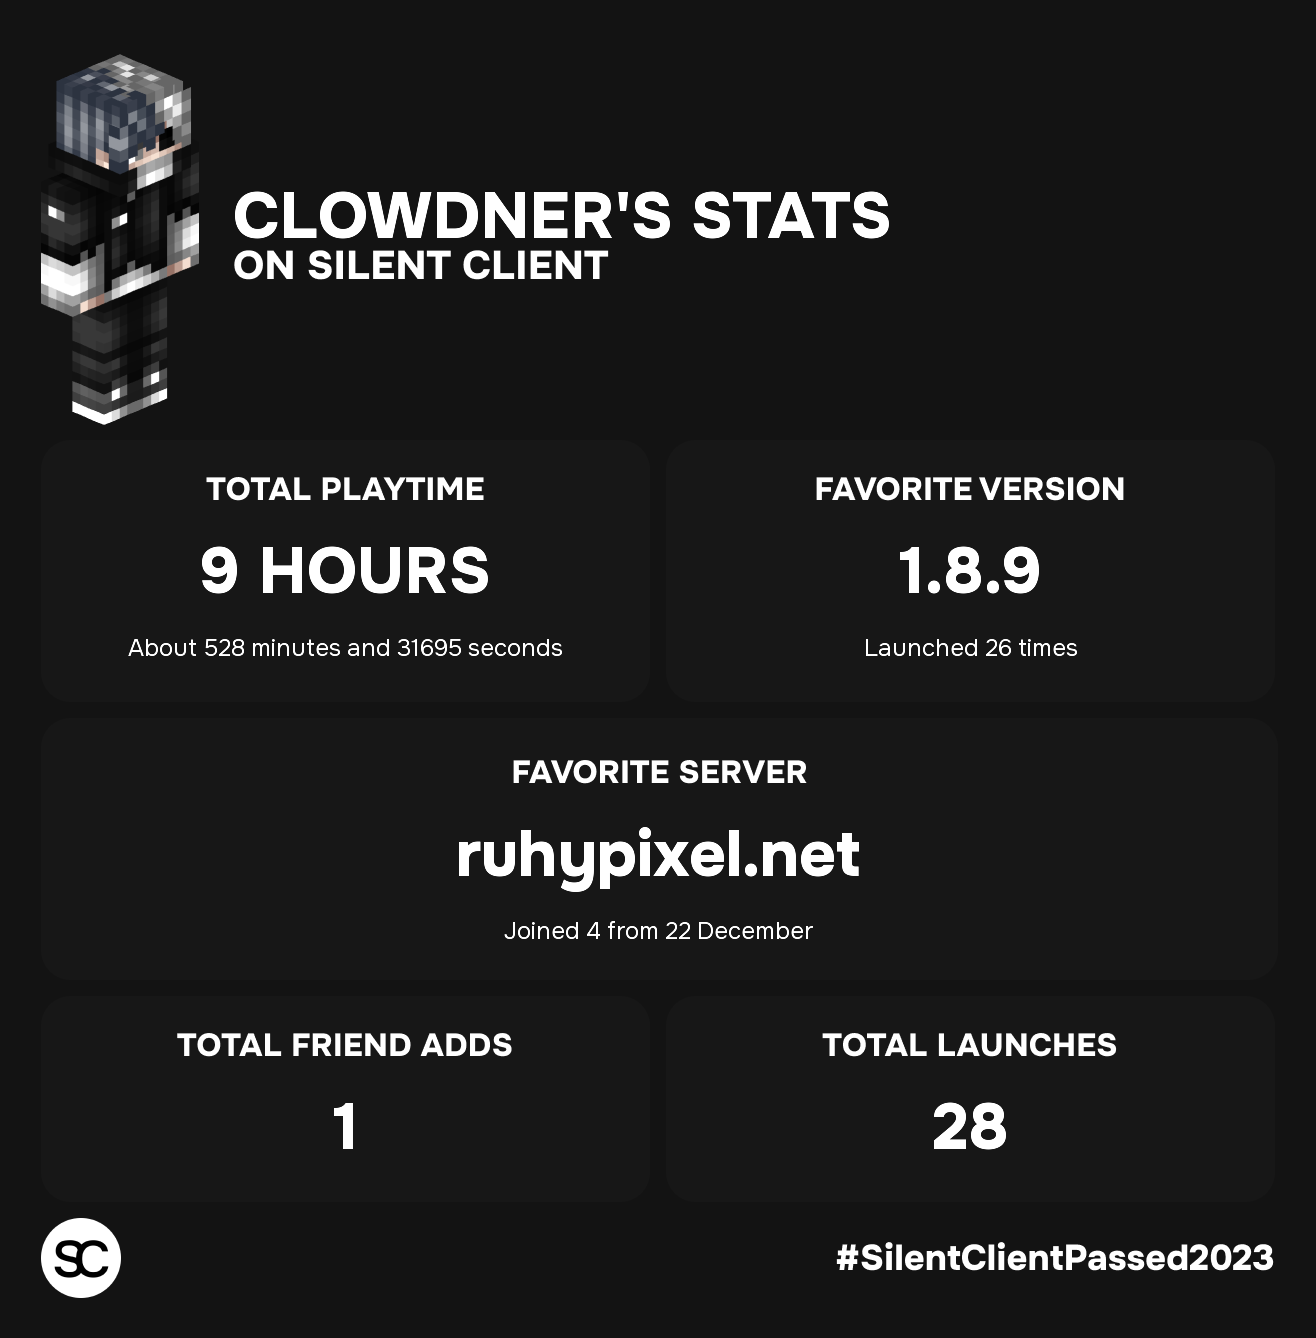 CLOWDNER'S STATS
ON SILENT CLIENT
TOTAL PLAYTIME
9 HOURS
About 528 minutes and 31695 seconds
FAVORITE VERSION
1.8.9
Launched 26 times
FAVORITE SERVER
ruhypixel.net
Joined 4 from 22 December
TOTAL FRIEND ADDS
1
TOTAL LAUNCHES
28
SC
#SilentClientPassed2023